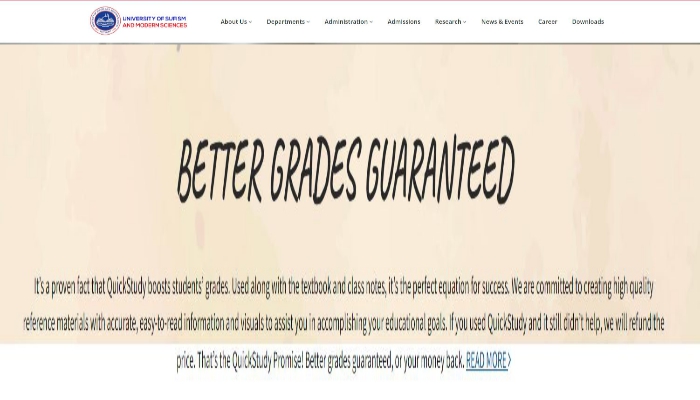 UNIVERSITY OF SUFISM
AND MODERN SCIENCES
About Us Departments Administration Admissions Research News & Events Career Downloads
BETTER GRADES GUARANTEED
It's a proven fact that QuickStudy boosts students' grades. Used along with the textbook and class notes, it's the perfect equation for success. We are committed to creating high quality
reference materials with accurate, easy-to-read information and visuals to assist you in accomplishing your educational goals. If you used QuickStudy and it still didn't help, we will refund the
price. That's the QuickStudy Promise! Better grades guaranteed, or your money back. READ MORE